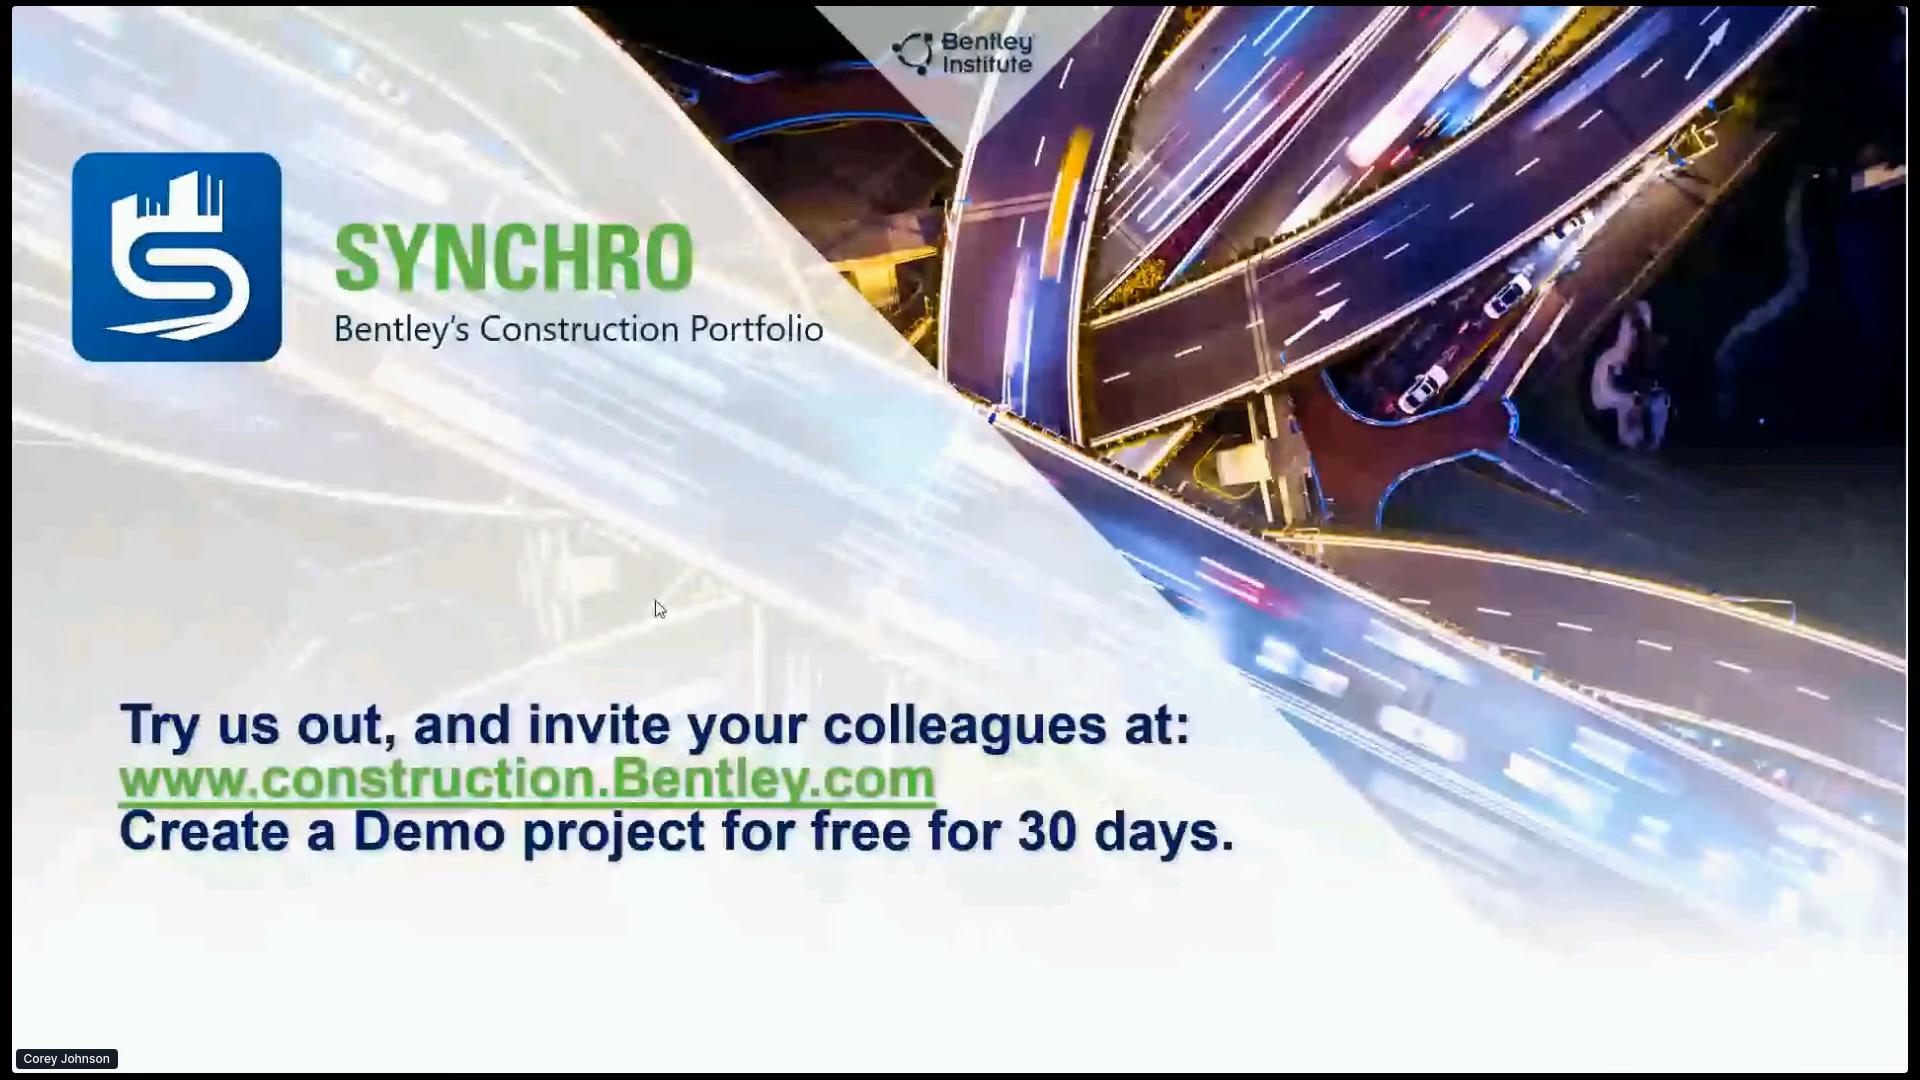 Bentley
Institute
SYNCHRO
Bentley's Construction Portfolio
Try us out, and invite your colleagues at:
www.construction.Bentley.com
Create a Demo project for free for 30 days.
Corey Johnson